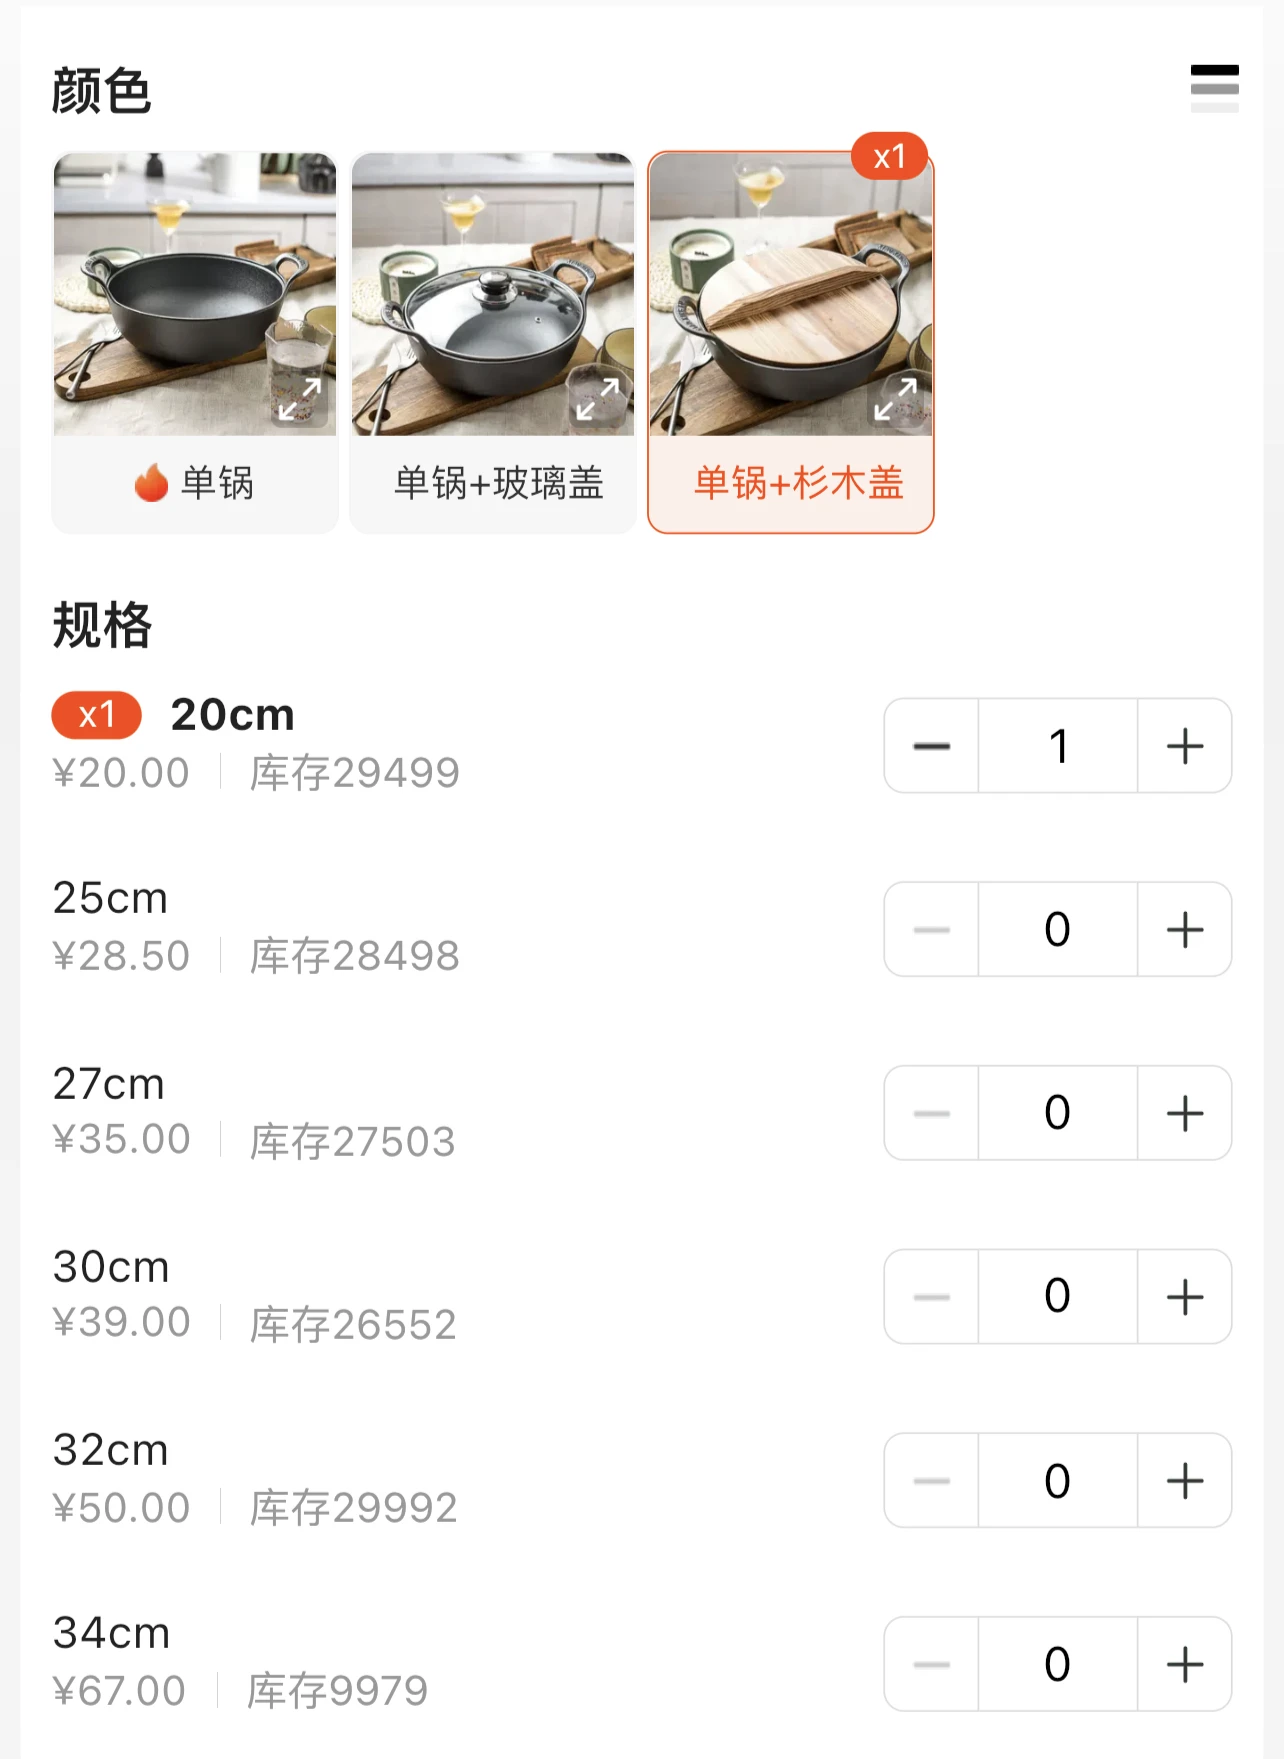 颜色
x1
单锅
单锅+玻璃盖
单锅+杉木盖
规格
x1 20cm
¥20.00 库存29499
1
25cm
¥28.50 库存28498
0
27cm
¥35.00 库存27503
0
30cm
¥39.00 库存26552
0
32cm
¥50.00 库存29992
0
34cm
¥67.00 库存9979
0